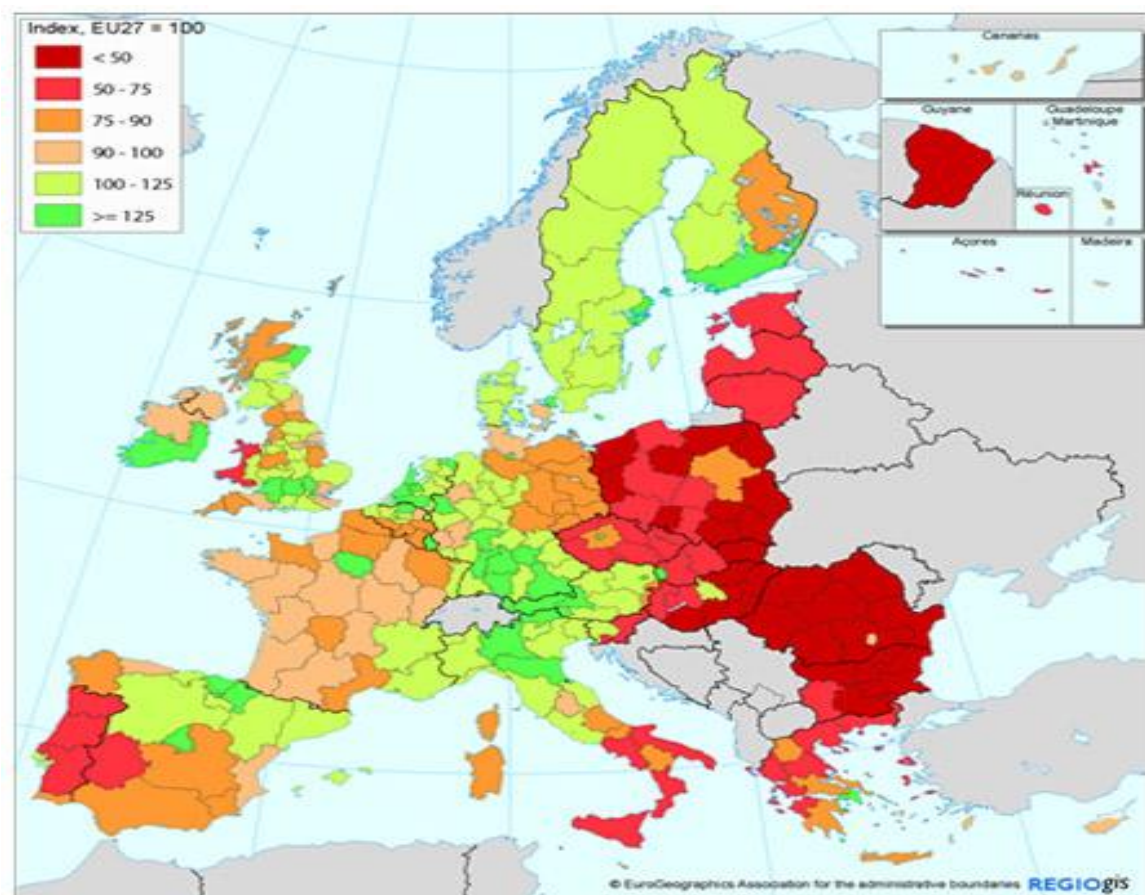 Index, EU27 = 100
< 50
50 - 75
75 - 90
90 - 100
100 - 125
>= 125
Canarias
Guyane
Guadeloupe
Martinique
Réunion
Açores
Madeira
© EuroGeographics Association for the administrative boundaries
REGIOgis